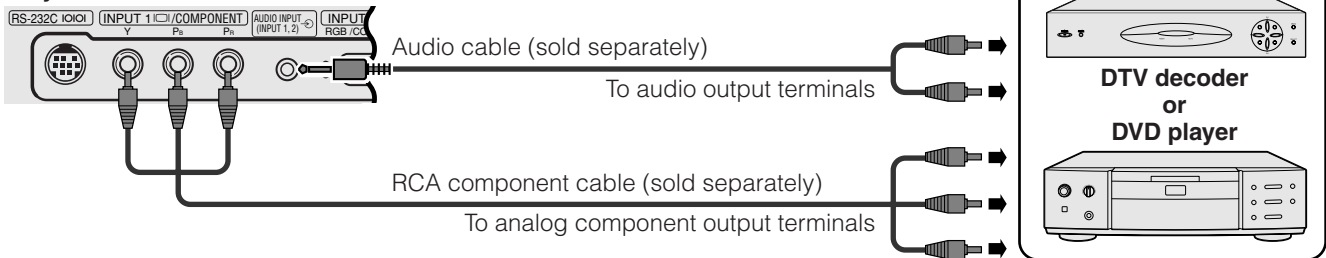 RS-232C IOIOI
INPUT 1 /COMPONENT
Y PB PR
AUDIO INPUT
(INPUT 1, 2)
INPUT
RGB /CO
Audio cable (sold separately)
To audio output terminals
RCA component cable (sold separately)
To analog component output terminals
DTV decoder
or
DVD player